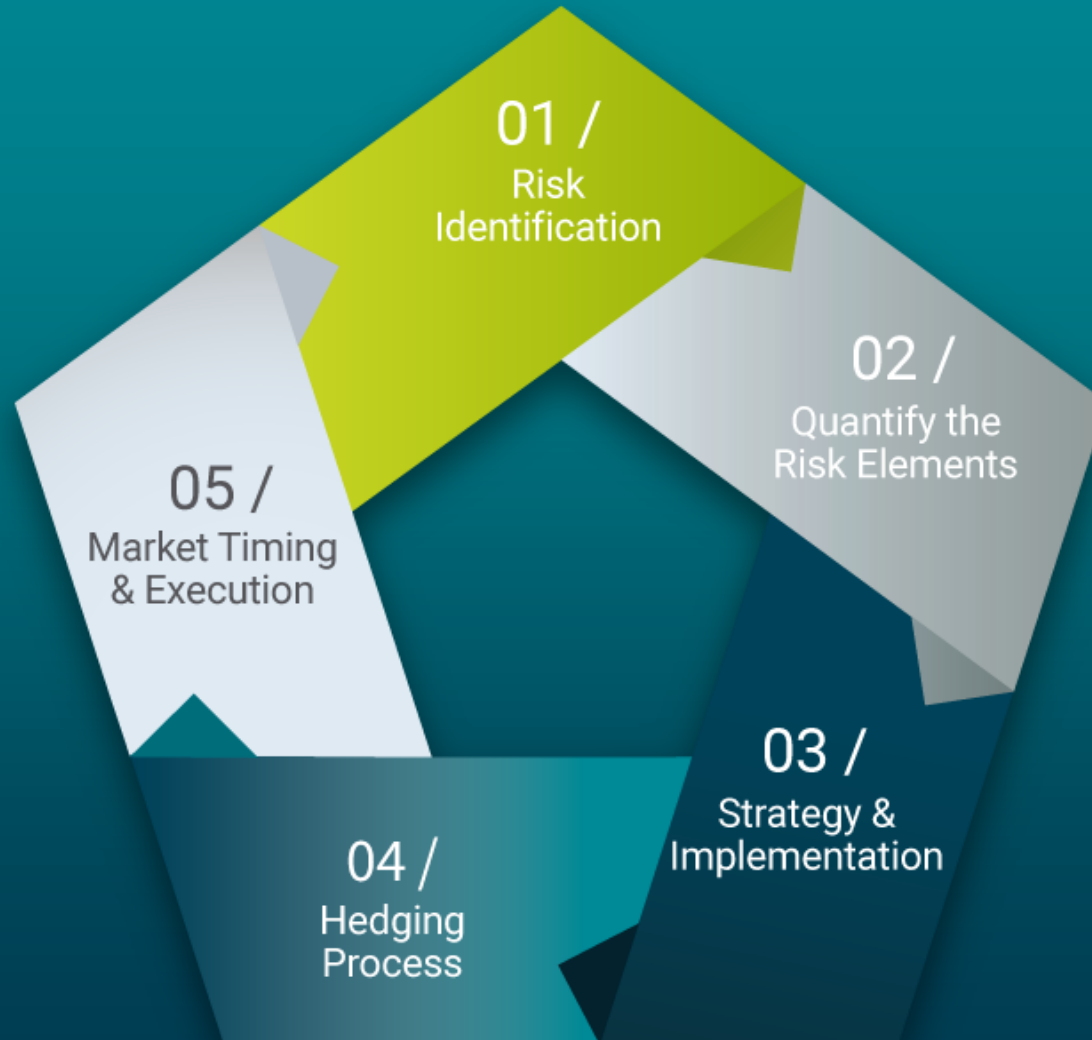 01 /
Risk
Identification
02 /
Quantify the
Risk Elements
03 /
Strategy &
Implementation
04 /
Hedging
Process
05 /
Market Timing
& Execution